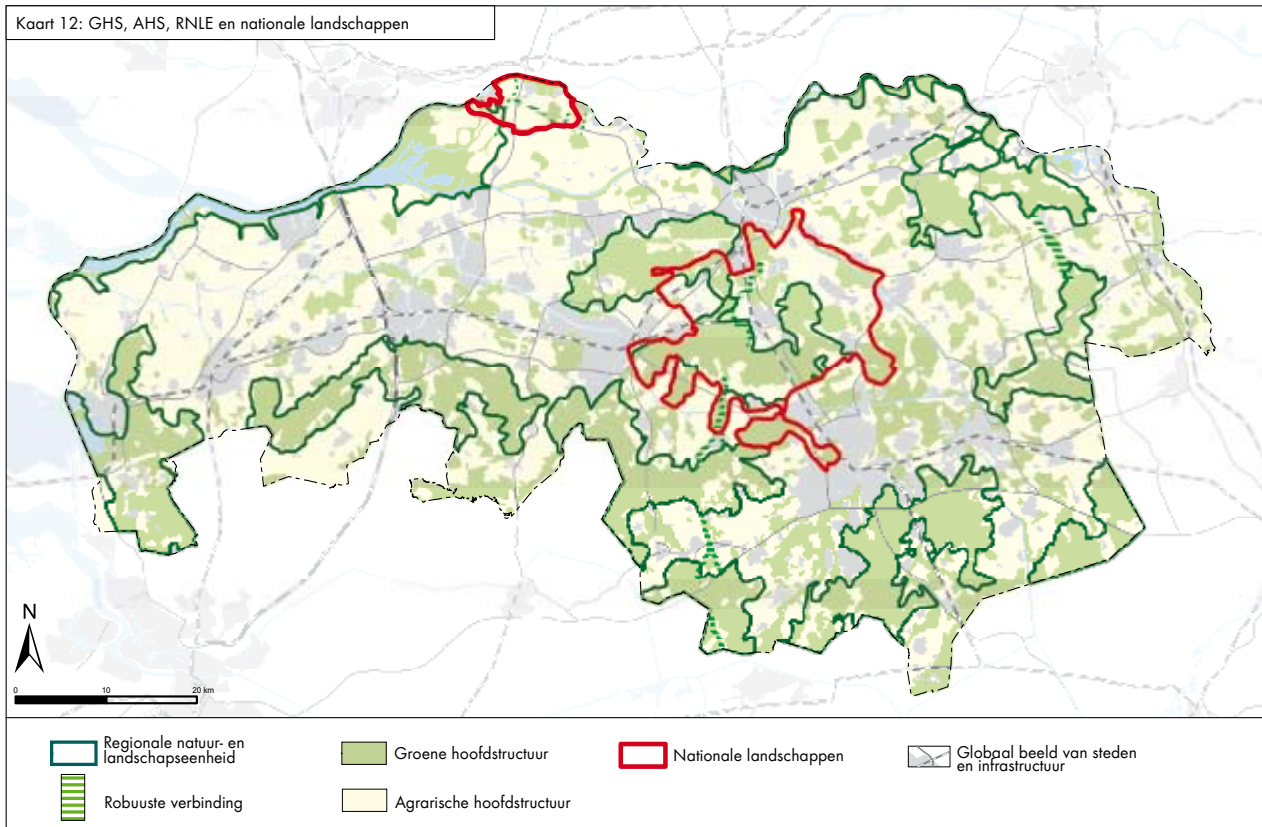 Kaart 12: GHS, AHS, RNLE en nationale landschappen
N
0 10 20 km
Regionale natuur- en
landschapseenheid
Groene hoofdstructuur
Nationale landschappen
Globaal beeld van steden
en infrastructuur
Robuuste verbinding
Agrarische hoofdstructuur